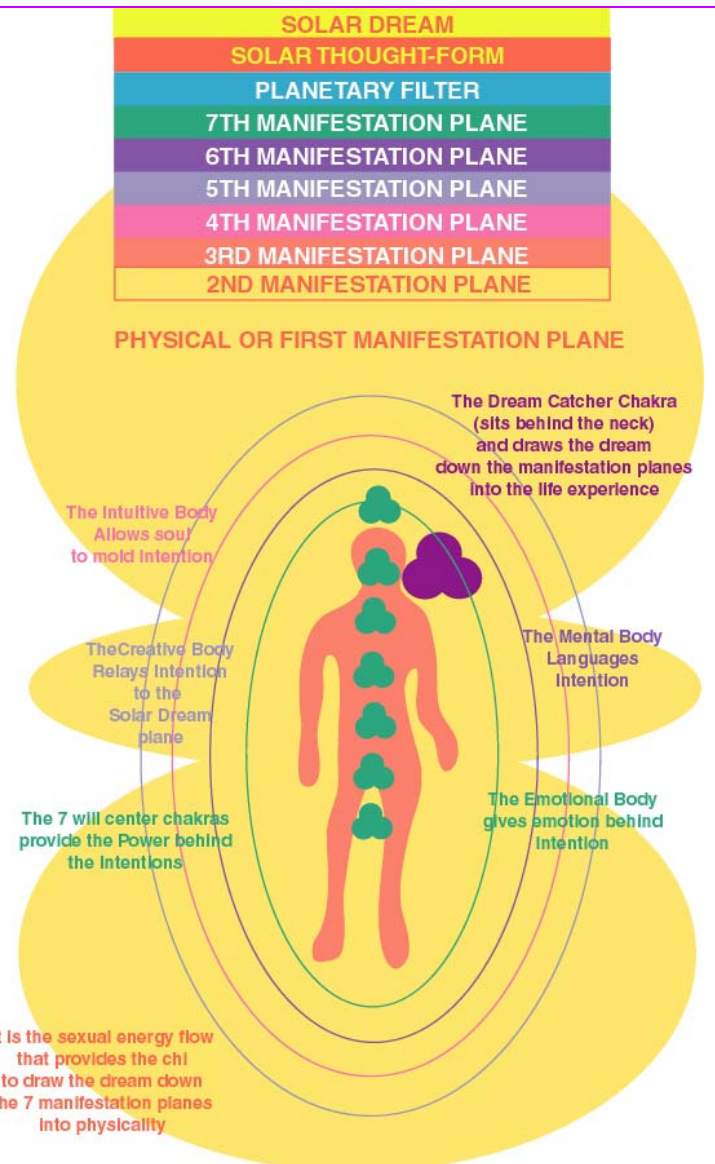 SOLAR DREAM
SOLAR THOUGHT-FORM
PLANETARY FILTER
7TH MANIFESTATION PLANE
6TH MANIFESTATION PLANE
5TH MANIFESTATION PLANE
4TH MANIFESTATION PLANE
3RD MANIFESTATION PLANE
2ND MANIFESTATION PLANE
PHYSICAL OR FIRST MANIFESTATION PLANE
The Dream Catcher Chakra
(sits behind the neck)
and draws the dream
down the manifestation planes
into the life experience
The Intuitive Body
Allows soul
to mold Intention
TheCreative Body
Relays Intention
to the
Solar Dream
plane
The Mental Body
Languages
Intention
The 7 will center chakras
provide the Power behind
the Intentions
The Emotional Body
gives emotion behind
Intention
t is the sexual energy flow
that provides the chi
to draw the dream down
he 7 manifestation planes
into physicality